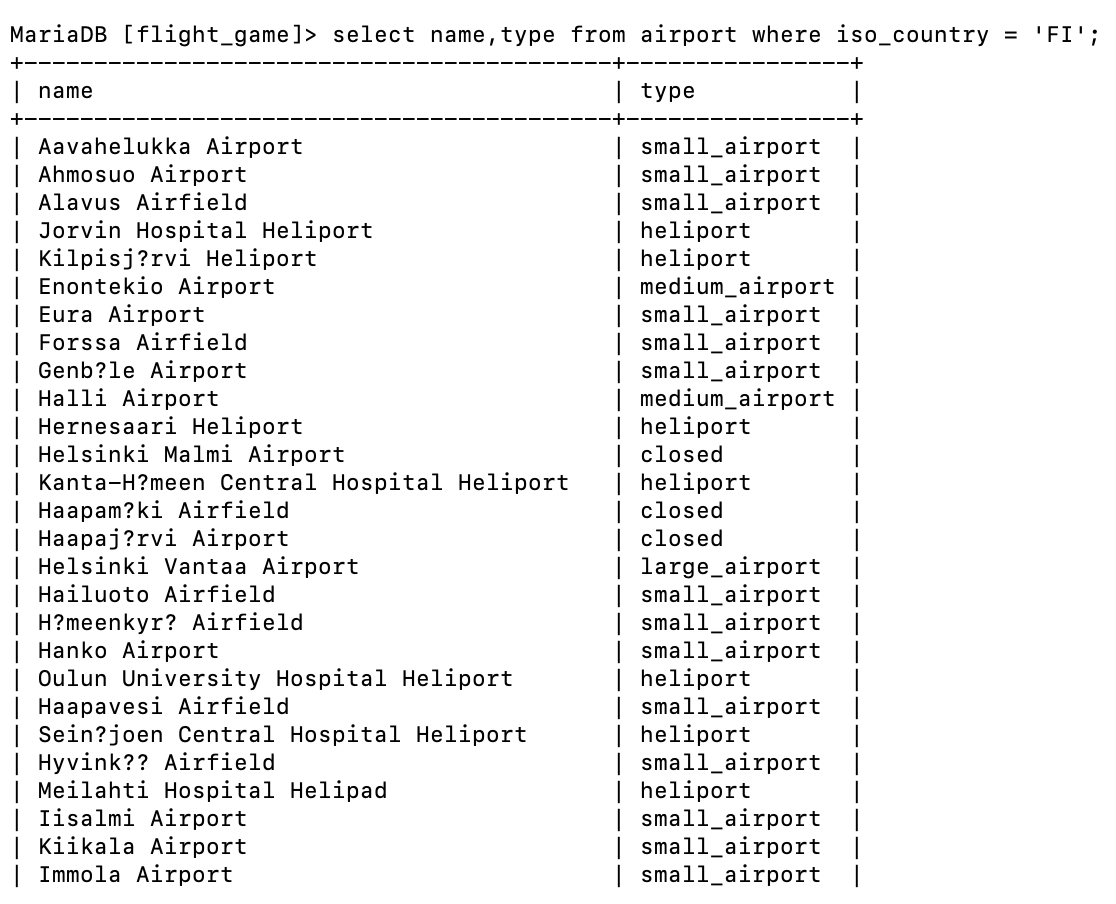 MariaDB [flight_game]> select name,type from airport where iso_country = 'FI';
+------------------------------------------+----------------+
| name                                     | type           |
+------------------------------------------+----------------+
| Aavahelukka Airport                      | small_airport  |
| Ahmosuo Airport                          | small_airport  |
| Alavus Airfield                          | small_airport  |
| Jorvin Hospital Heliport                 | heliport       |
| Kilpisj?rvi Heliport                     | heliport       |
| Enontekio Airport                        | medium_airport |
| Eura Airport                             | small_airport  |
| Forssa Airfield                          | small_airport  |
| Genb?le Airport                          | small_airport  |
| Halli Airport                            | medium_airport |
| Hernesaari Heliport                      | heliport       |
| Helsinki Malmi Airport                   | closed         |
| Kanta-H?meen Central Hospital Heliport   | heliport       |
| Haapam?ki Airfield                       | closed         |
| Haapaj?rvi Airport                       | closed         |
| Helsinki Vantaa Airport                  | large_airport  |
| Hailuoto Airfield                        | small_airport  |
| H?meenkyr? Airfield                      | small_airport  |
| Hanko Airport                            | small_airport  |
| Oulun University Hospital Heliport       | heliport       |
| Haapavesi Airfield                       | small_airport  |
| Sein?joen Central Hospital Heliport      | heliport       |
| Hyvink?? Airfield                        | small_airport  |
| Meilahti Hospital Helipad                | heliport       |
| Iisalmi Airport                          | small_airport  |
| Kiikala Airport                          | small_airport  |
| Immola Airport                           | small_airport  |